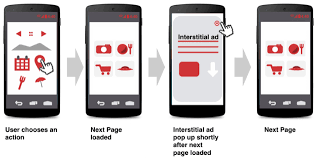 Interstitial ad
User chooses an
action
Next Page
loaded
Interstitial ad
pop up shortly
after next
page loaded
Next Page